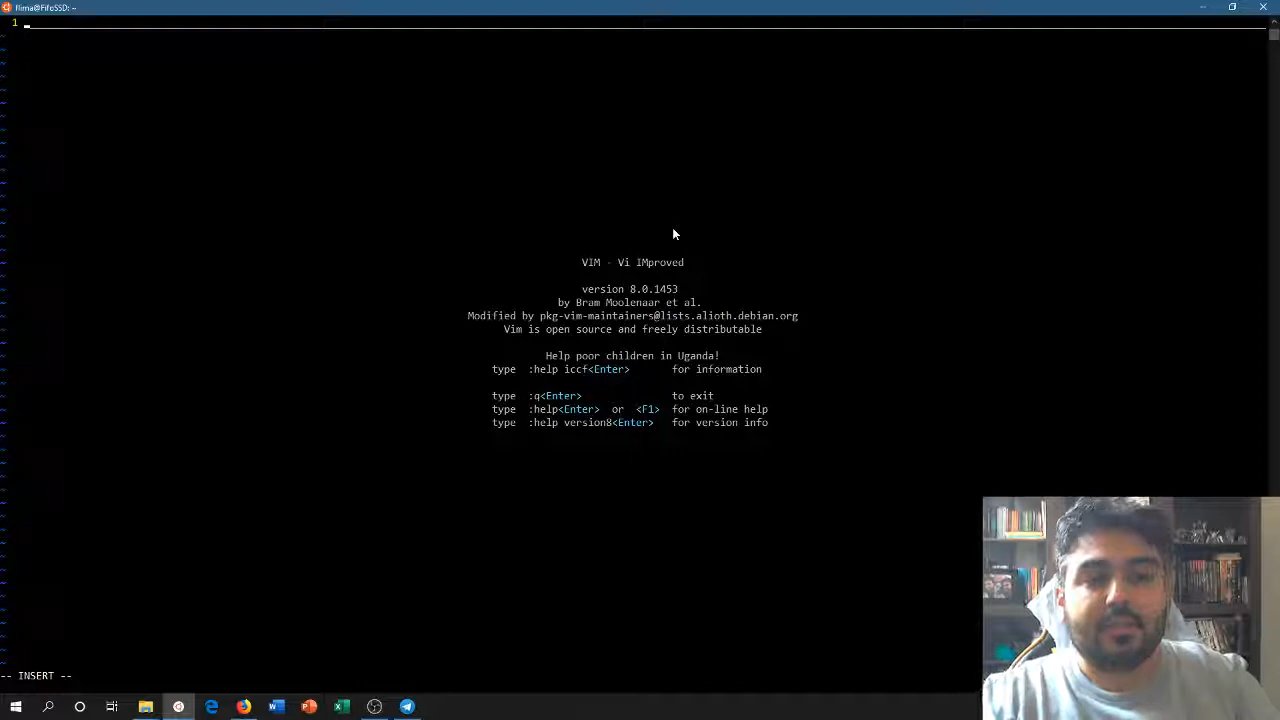 flima@FifoSSD: ~
1
VIM - Vi IMproved
version 8.0.1453
by Bram Moolenaar et al.
Modified by pkg-vim-maintainers@lists.alioth.debian.org
Vim is open source and freely distributable
Help poor children in Uganda!
type :help iccf<Enter> for information
type :q<Enter> to exit
type :help<Enter> or <F1> for on-line help
type :help version8<Enter> for version info
-- INSERT --